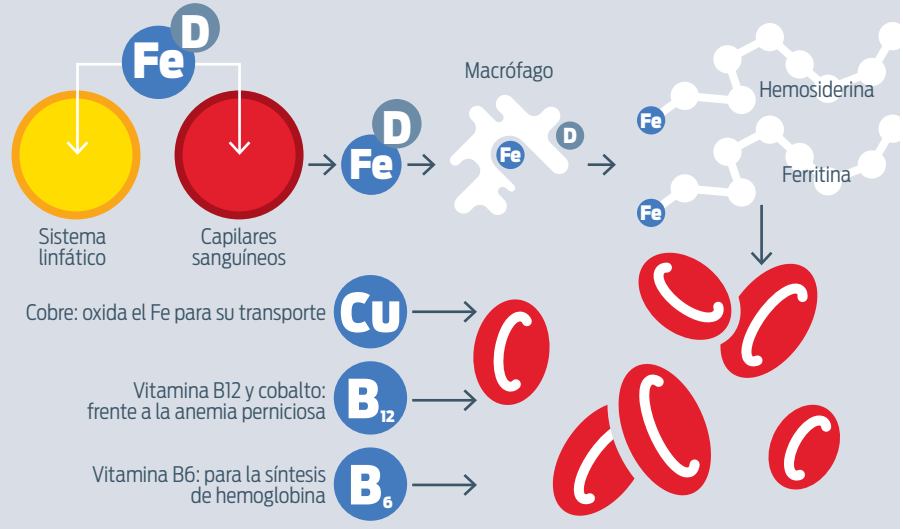 D
Fe
Sistema
linfático
Capilares
sanguíneos
D
Fe
Macrófago
Fe
D
Hemosiderina
Fe
Ferritina
Fe
Cobre: oxida el Fe para su transporte
Cu
Vitamina B12 y cobalto:
frente a la anemia perniciosa
B12
Vitamina B6: para la síntesis
de hemoglobina
B6